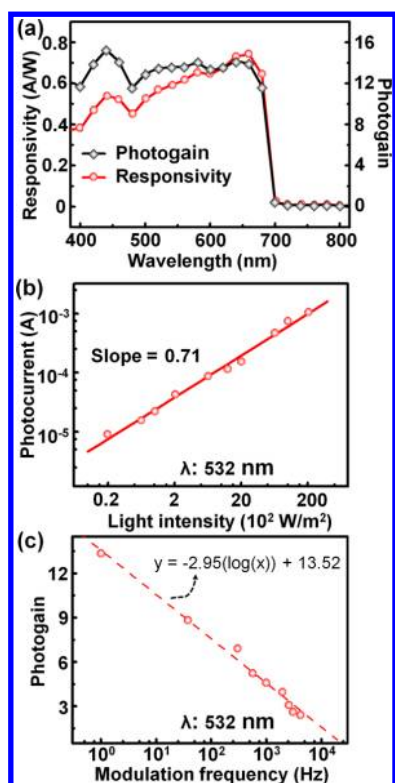 (a)
0.8
0.6
0.4
0.2
0
16
12
8
4
0
Responsivity (A/W)
Photogain
Photogain
Responsivity
400
500
600
700
800
Wavelength (nm)
(b)
10⁻³
10⁻⁴
10⁻⁵
Photocurrent (A)
Slope = 0.71
λ: 532 nm
0.2
2
20
200
Light intensity (10² W/m²)
(c)
12
9
6
3
Photogain
y = -2.95(log(x)) + 13.52
λ: 532 nm
10⁰
10¹
10²
10³
10⁴
Modulation frequency (Hz)